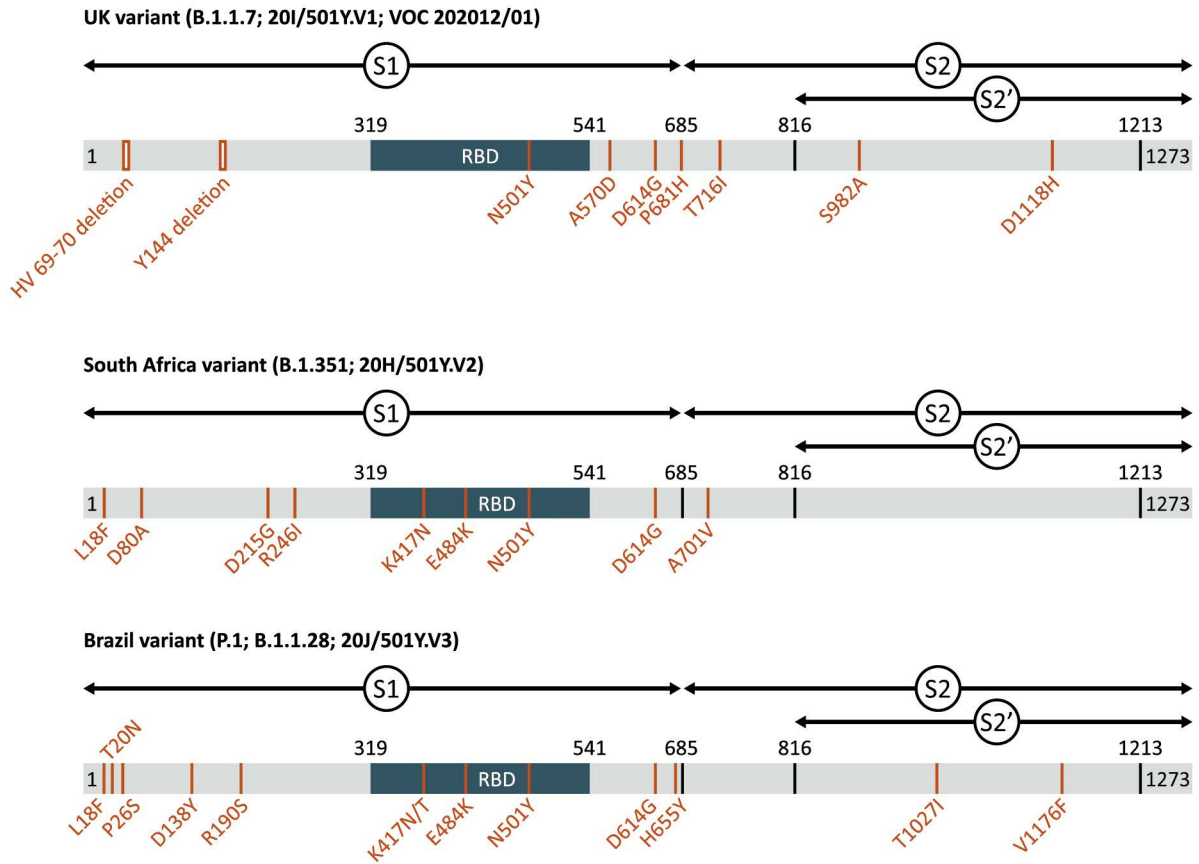 UK variant (B.1.1.7; 20I/501Y.V1; VOC 202012/01)
S1
S2
S2’
319 541 685 816 1213
1 RBD 1273
HV 69-70 deletion
Y144 deletion
N501Y
A570D
D614G
P681H
T716I
S982A
D1118H
South Africa variant (B.1.351; 20H/501Y.V2)
S1
S2
S2’
319 541 685 816 1213
1 RBD 1273
L18F
D80A
D215G
R246I
K417N
E484K
N501Y
D614G
A701V
Brazil variant (P.1; B.1.1.28; 20J/501Y.V3)
S1
S2
S2’
T20N
319 541 685 816 1213
1 RBD 1273
L18F
P26S
D138Y
R190S
K417N/T
E484K
N501Y
D614G
H655Y
T1027I
V1176F